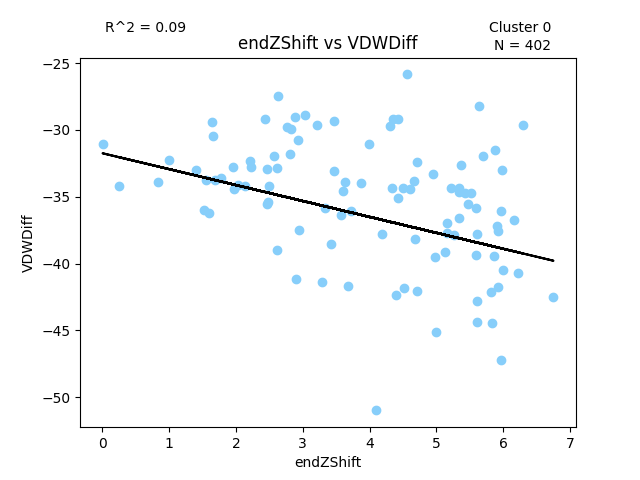 R^2 = 0.09
Cluster 0
N = 402
endZShift vs VDWDiff
−25
−30
−35
−40
−45
−50
VDWDiff
0 1 2 3 4 5 6 7
endZShift